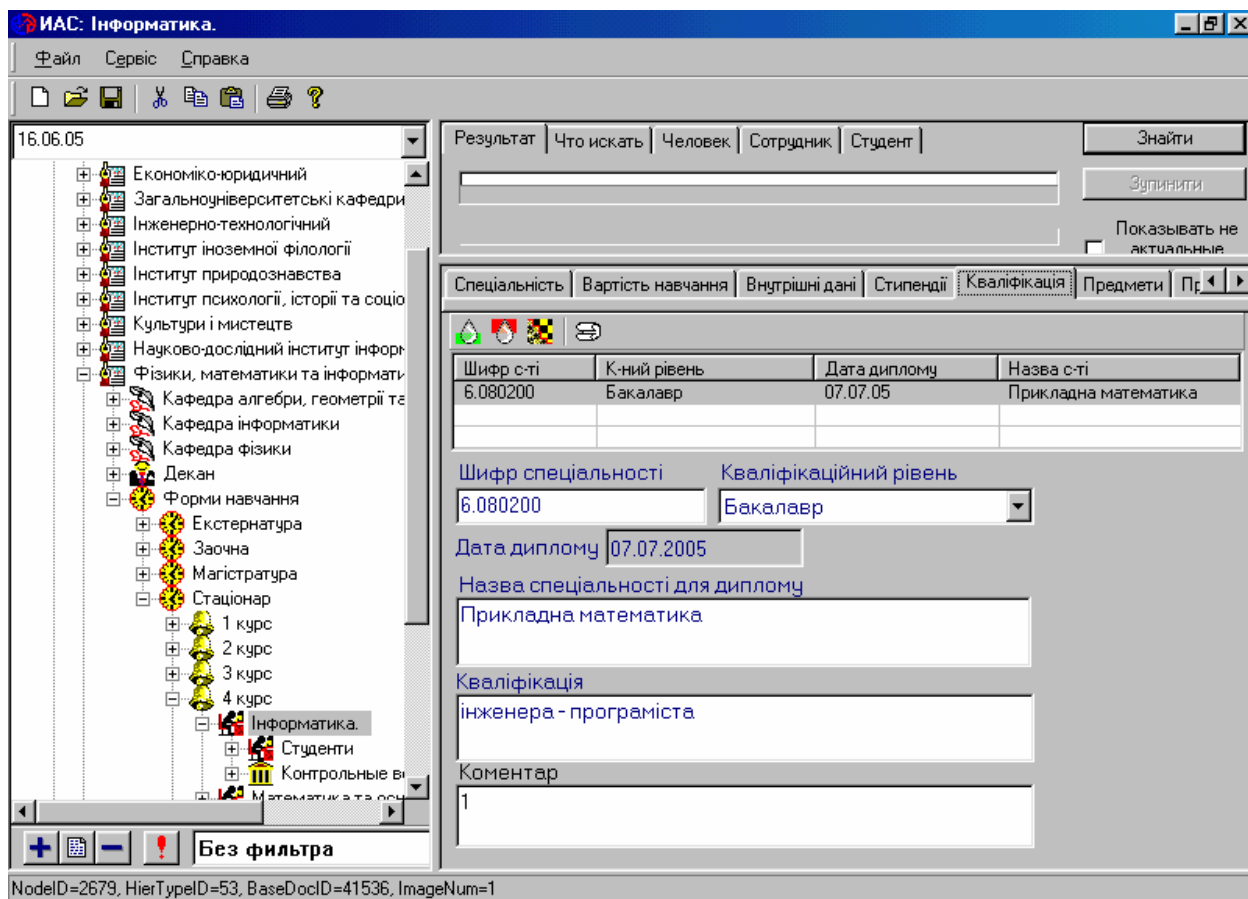 ИАС: Інформатика.
Файл Сервіс Справка
16.06.05
Економіко-юридичний
Загальноуніверситетські кафедри
Інженерно-технологічний
Інститут іноземної філології
Інститут природознавства
Інститут психології, історії та соціо
Культури і мистецтв
Науково-дослідний інститут інформ
Фізики, математики та інформати
Кафедра алгебри, геометрії та
Кафедра інформатики
Кафедра фізики
Декан
Форми навчання
Екстернатура
Заочна
Магістратура
Стаціонар
1 курс
2 курс
3 курс
4 курс
Інформатика.
Студенти
Контрольные в
Математика та осн
Без фильтра
Результат Что искать Человек Сотрудник Студент
Знайти
Зупинити
Показывать не
актуальные
Спеціальність Вартість навчання Внутрішні дані Стипендії Кваліфікація Предмети Пр
Шифр с-ті К-ний рівень Дата диплому Назва с-ті
6.080200 Бакалавр 07.07.05 Прикладна математика
Шифр спеціальності Кваліфікаційний рівень
6.080200 Бакалавр
Дата диплому 07.07.2005
Назва спеціальності для диплому
Прикладна математика
Кваліфікація
інженера - програміста
Коментар
1
NodeID=2679, HierTypeID=53, BaseDocID=41536, ImageNum=1